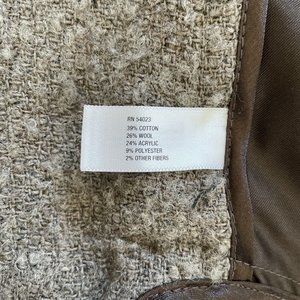 RN 54023
39% COTTON
26% WOOL
24% ACRYLIC
9% POLYESTER
2% OTHER FIBERS